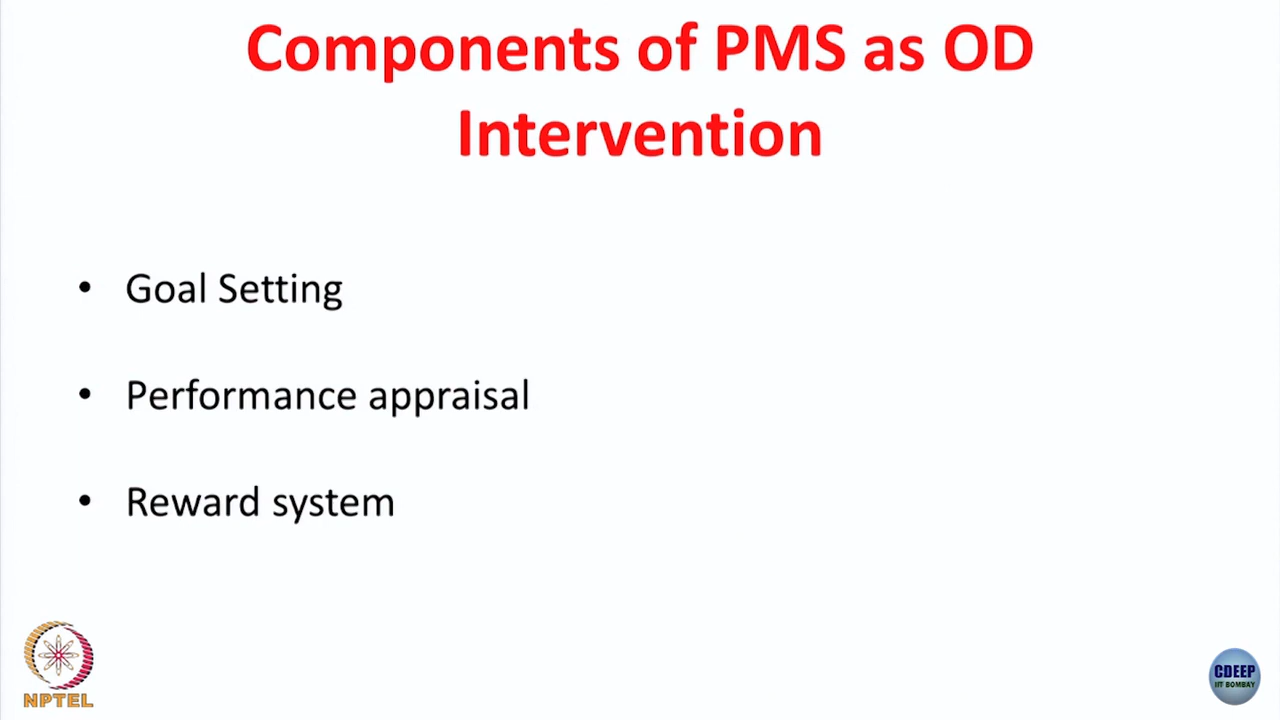 Components of PMS as OD
Intervention
• Goal Setting
• Performance appraisal
• Reward system
NPTEL
CDEEP
IIT BOMBAY